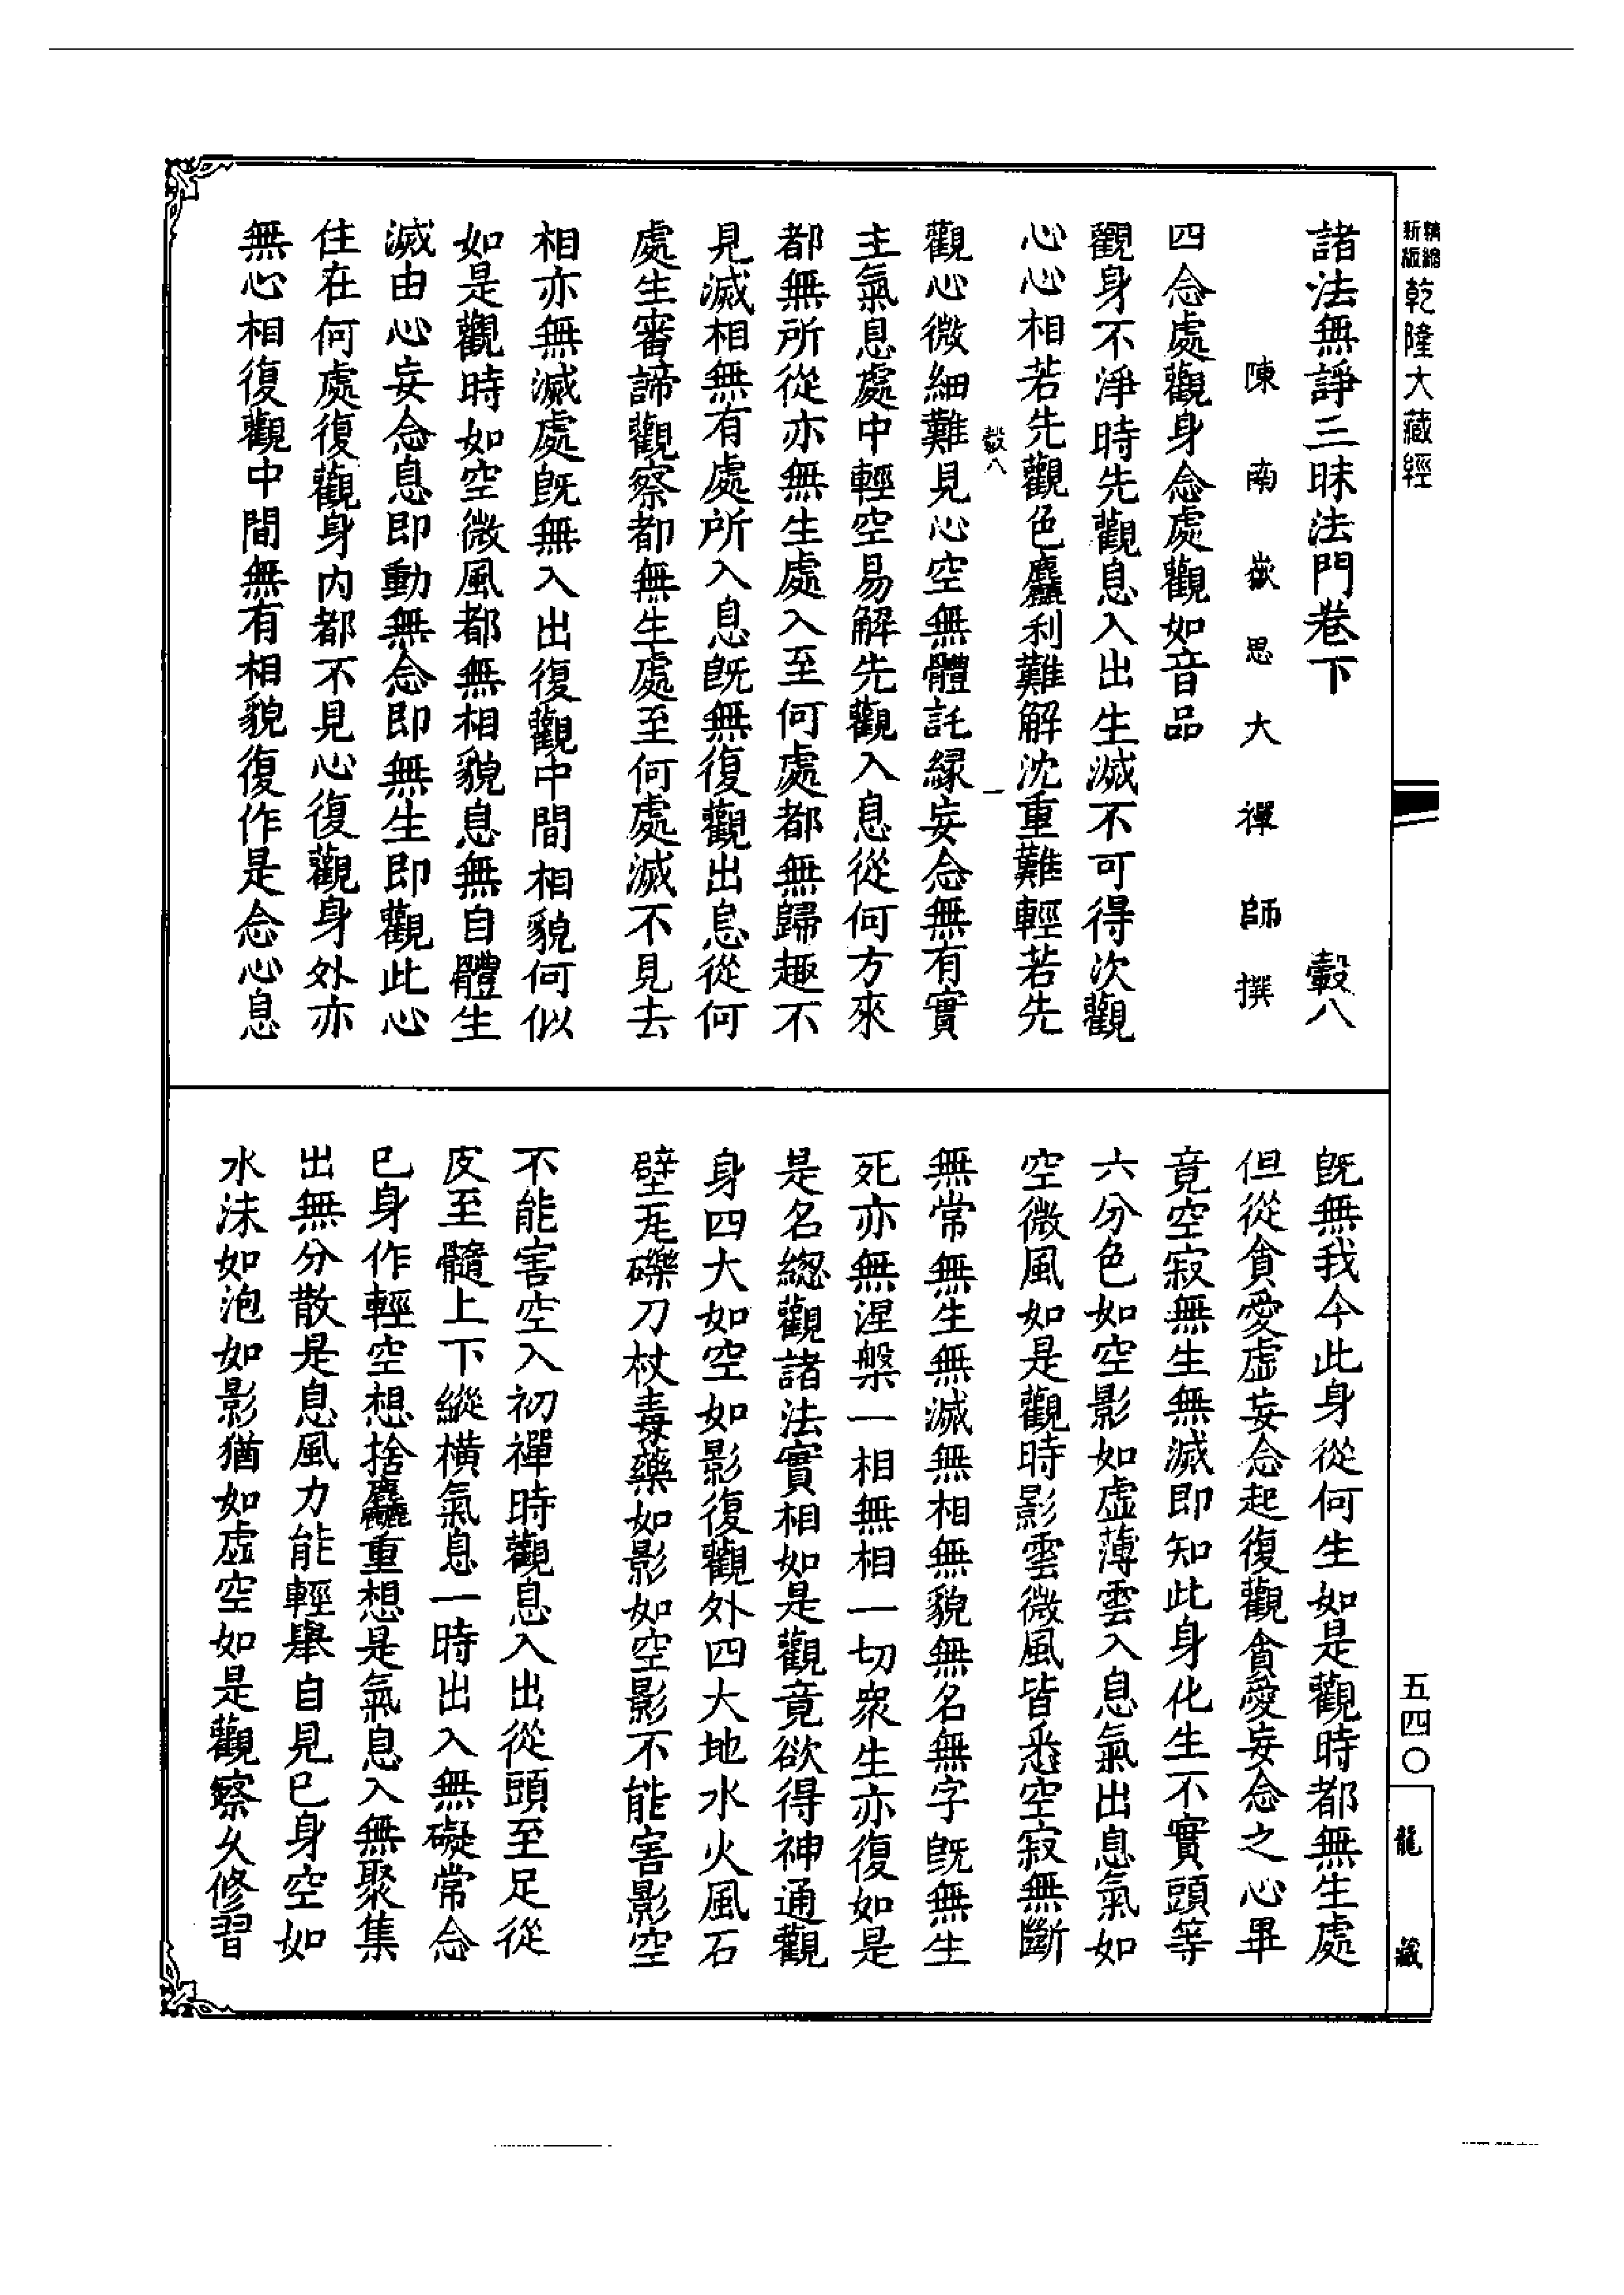 精縮新版乾隆大藏經
諸法無諍三昧法門卷下 轂八
陳南嶽思大禪師撰
四念處觀身念處觀如音品
觀身不淨時先觀息入出生滅不可得次觀
心心相若先觀色麤利難解沈重難輕若先
轂八 一
觀心微細難見心空無體託緣妄念無有實
主氣息處中輕空易解先觀入息從何方來
都無所從亦無生處入至何處都無歸趣不
見滅相無有處所入息旣無復觀出息從何
處生審諦觀察都無生處至何處滅不見去
相亦無滅處旣無入出復觀中間相貌何似
如是觀時如空微風都無相貌息無自體生
滅由心妄念息即動無念即無生即觀此心
住在何處復觀身內都不見心復觀身外亦
無心相復觀中間無有相貌復作是念心息
旣無我今此身從何生如是觀時都無生處
但從貪愛虛妄念起復觀貪愛妄念之心畢
竟空寂無生無滅即知此身化生不實頭等
六分色如空影如虛薄雲入息氣出息氣如
空微風如是觀時影雲微風皆悉空寂無斷
無常無生無滅無相無貌無名無字旣無生
死亦無涅槃一相無相一切衆生亦復如是
是名總觀諸法實相如是觀竟欲得神通觀
身四大如空如影復觀外四大地水火風石
壁瓦礫刀杖毒藥如影如空影不能害影空
不能害空入初禪時觀息入出從頭至足從
皮至髓上下縱橫氣息一時出入無礙常念
已身作輕空想捨麤重想是氣息入無聚集
出無分散是息風力能輕舉自見已身空如
水沫如泡如影猶如虛空如是觀察久修習
五四〇
龍藏